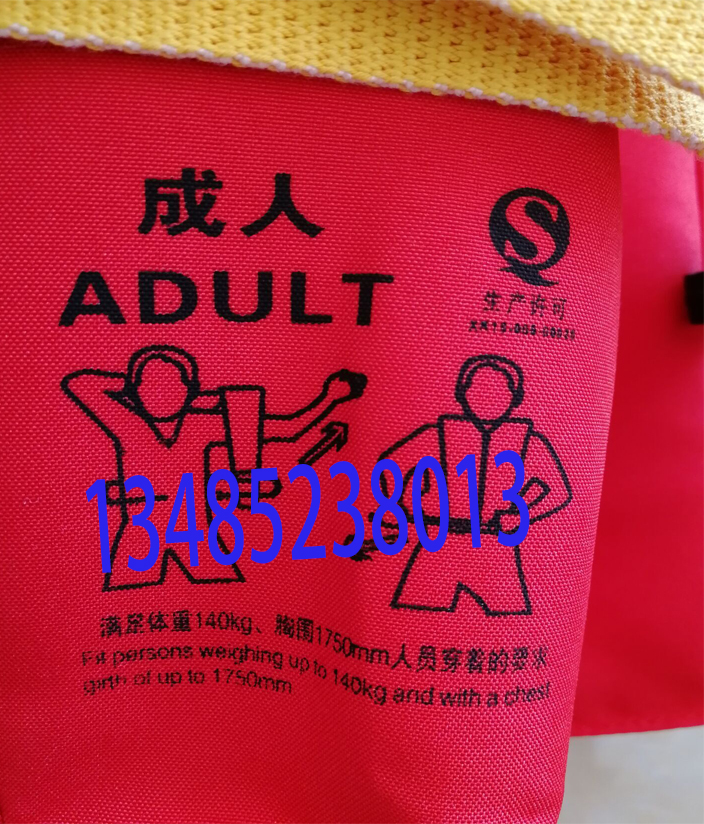 成人
ADULT
生产许可
13485238013
满足体重140kg、胸围1750mm人员穿着的要求
Fit persons weighing up to 140kg and with a chest
girth of up to 1750mm